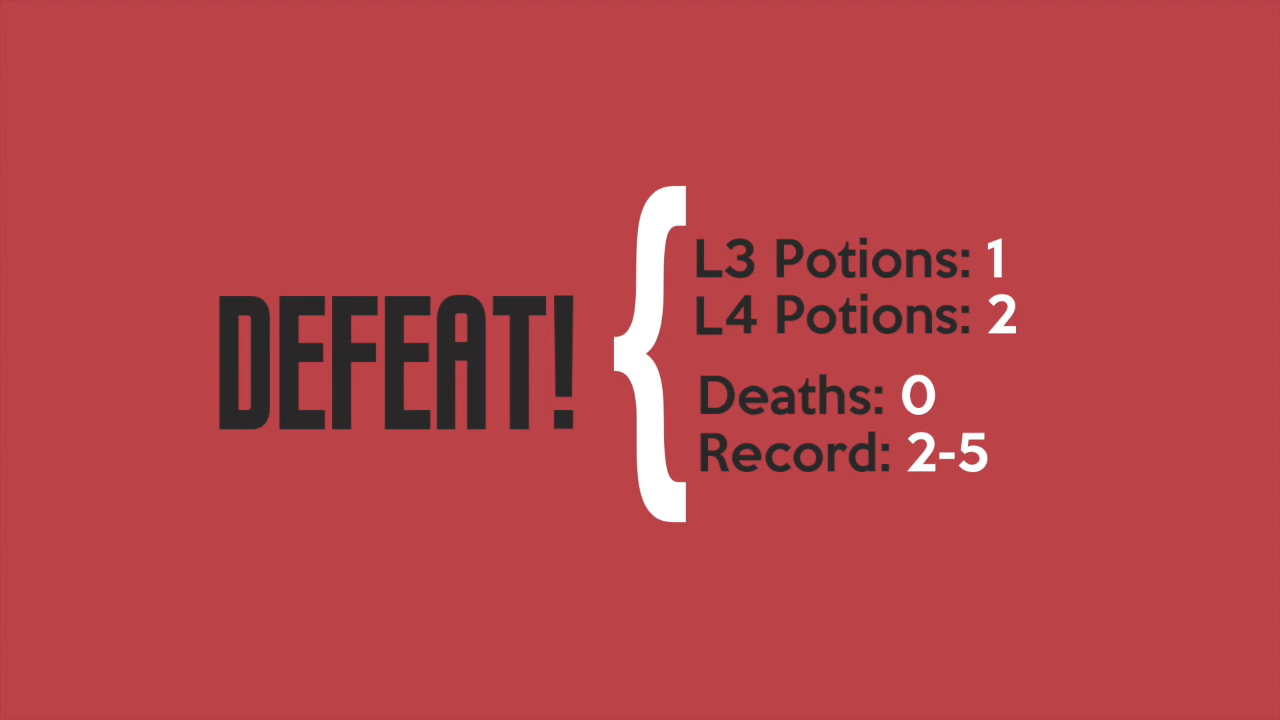 DEFEAT!
L3 Potions: 1
L4 Potions: 2
Deaths: 0
Record: 2-5